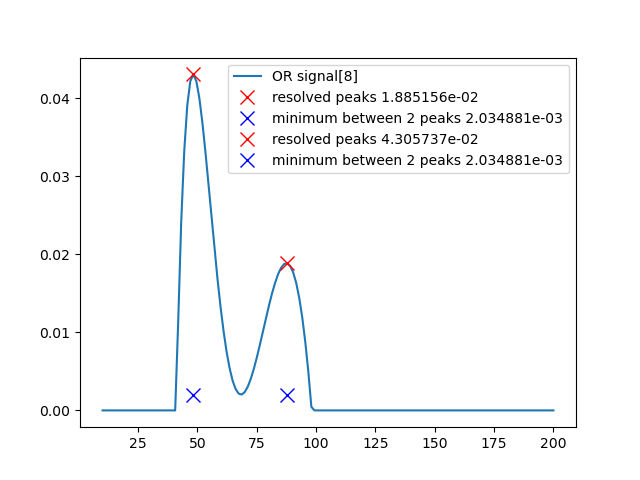 OR signal[8]
resolved peaks 1.885156e-02
minimum between 2 peaks 2.034881e-03
resolved peaks 4.305737e-02
minimum between 2 peaks 2.034881e-03
0.04
0.03
0.02
0.01
0.00
25 50 75 100 125 150 175 200